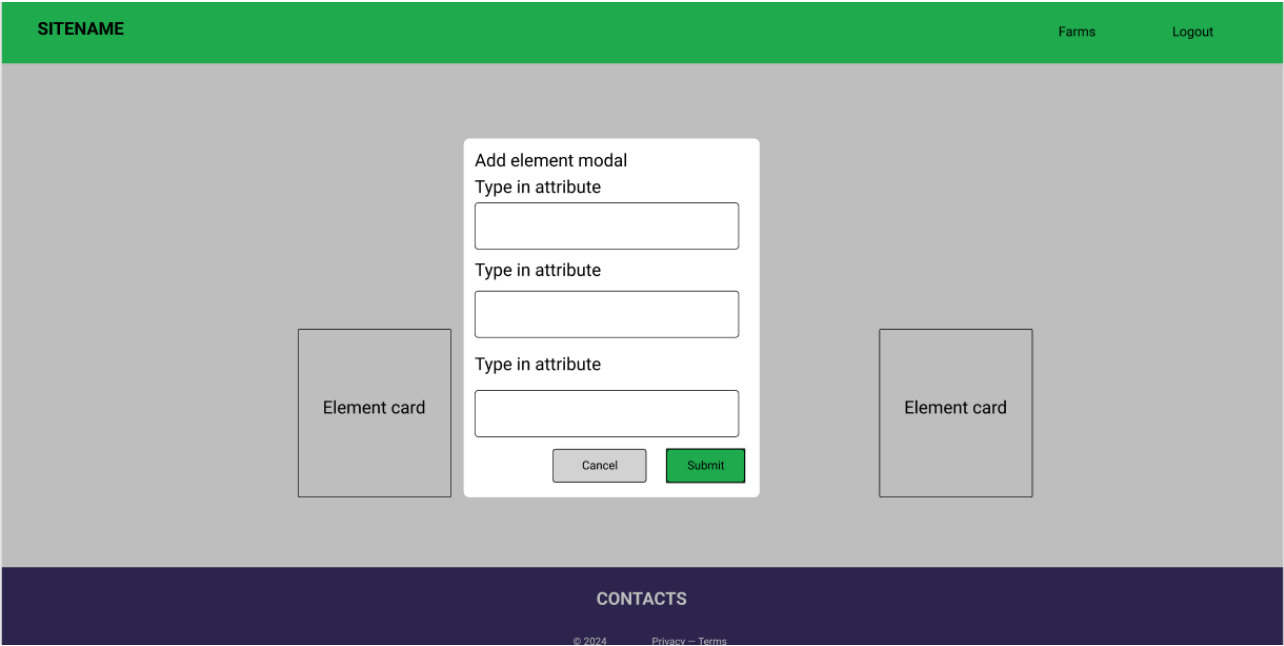 SITENAME
Farms
Logout
Add element modal
Type in attribute
Type in attribute
Type in attribute
Element card
Element card
Cancel
Submit
CONTACTS
© 2024
Privacy — Terms